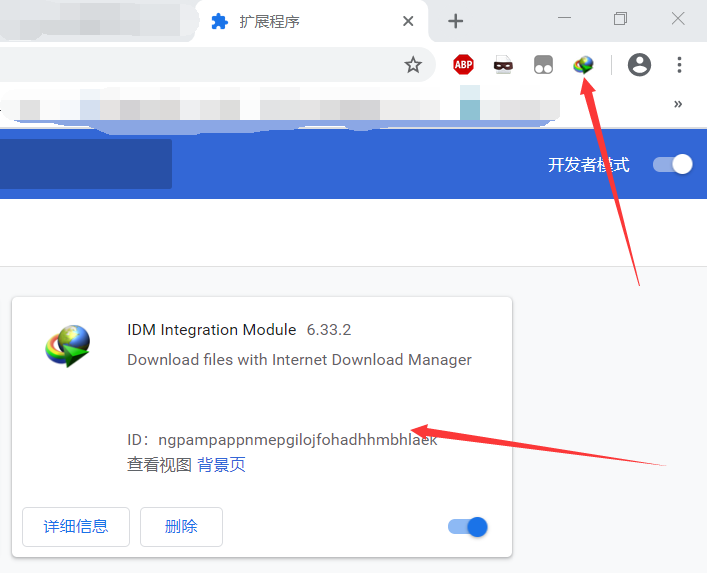 扩展程序
ABP
»
开发者模式
IDM Integration Module 6.33.2
Download files with Internet Download Manager
ID：ngpampappnmepgilojfohadhhmbhlaek
查看视图 背景页
详细信息 删除